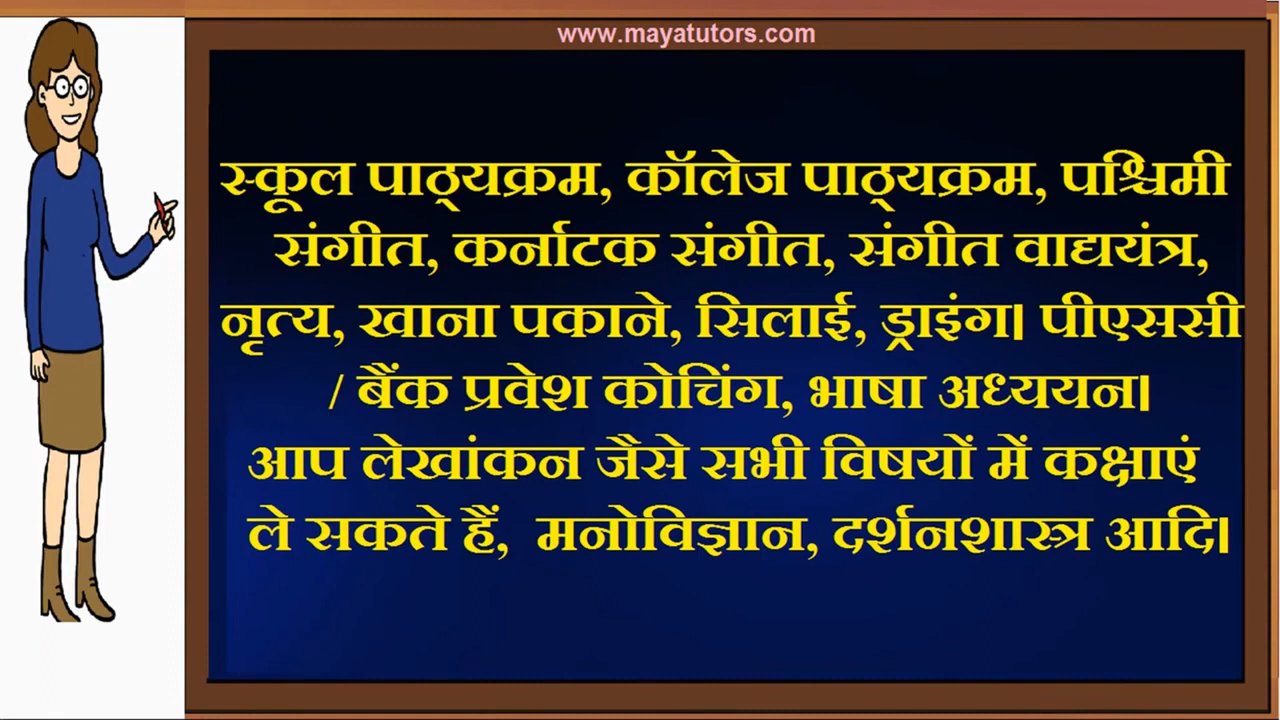 www.mayatutors.com
स्कूल पाठ्यक्रम, कॉलेज पाठ्यक्रम, पश्चिमी
संगीत, कर्नाटक संगीत, संगीत वाद्ययंत्र,
नृत्य, खाना पकाने, सिलाई, ड्राइंग। पीएससी
/ बैंक प्रवेश कोचिंग, भाषा अध्ययन।
आप लेखांकन जैसे सभी विषयों में कक्षाएं
ले सकते हैं, मनोविज्ञान, दर्शनशास्त्र आदि।